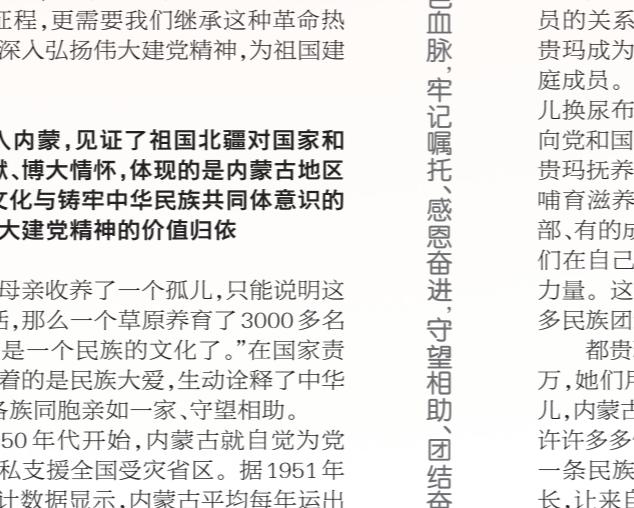 征程,更需要我们继承这种革命热
深入弘扬伟大建党精神,为祖国建
人内蒙,见证了祖国北疆对国家和
献、博大情怀,体现的是内蒙古地区
文化与铸牢中华民族共同体意识的
大建党精神的价值归依
母亲收养了一个孤儿,只能说明这
活,那么一个草原养育了3000多名
是一个民族的文化了。”在国家责
着的是民族大爱,生动诠释了中华
各族同胞亲如一家、守望相助。
50年代开始,内蒙古就自觉为党
私支援全国受灾省区。据1951年
计数据显示,内蒙古平均每年运出
色血脉,牢记嘱托、感恩奋进,守望相助、团结奋
员的关系
贵玛成为
庭成员。
儿换尿布
向党和国
贵玛抚养
哺育滋养
部、有的成
们在自己
力量。这
多民族团
都贵
万,她们用
儿,内蒙古
许许多多
一条民族
长,让来自